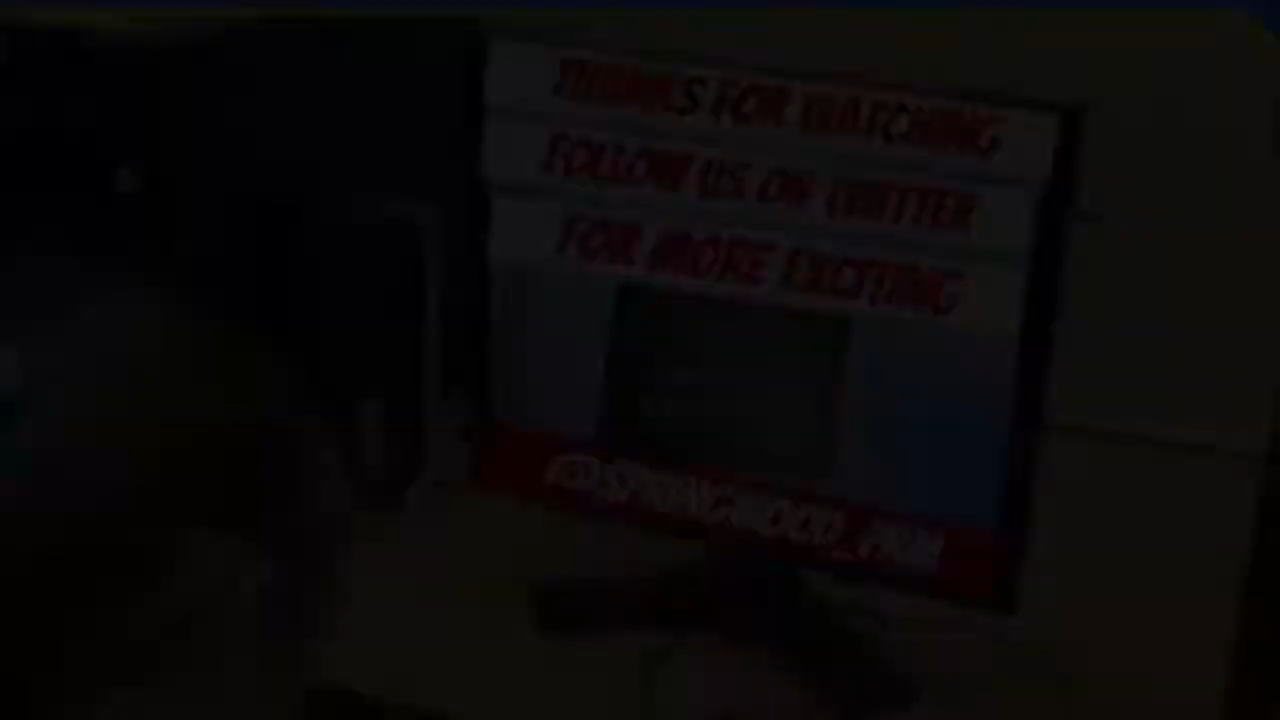 THANKS FOR WATCHING
FOLLOW US ON TWITTER
FOR MORE EXCITING